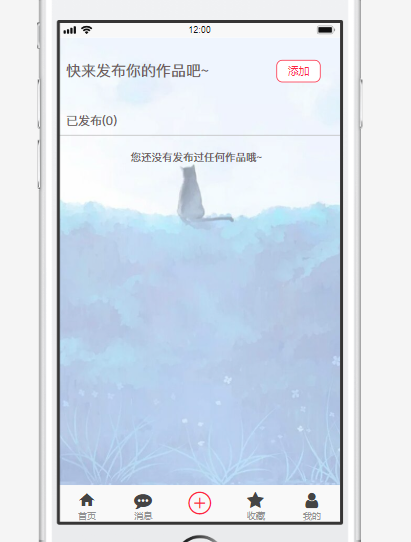 12:00
快来发布你的作品吧~
添加
已发布(0)
您还没有发布过任何作品哦~
首页
消息
收藏
我的